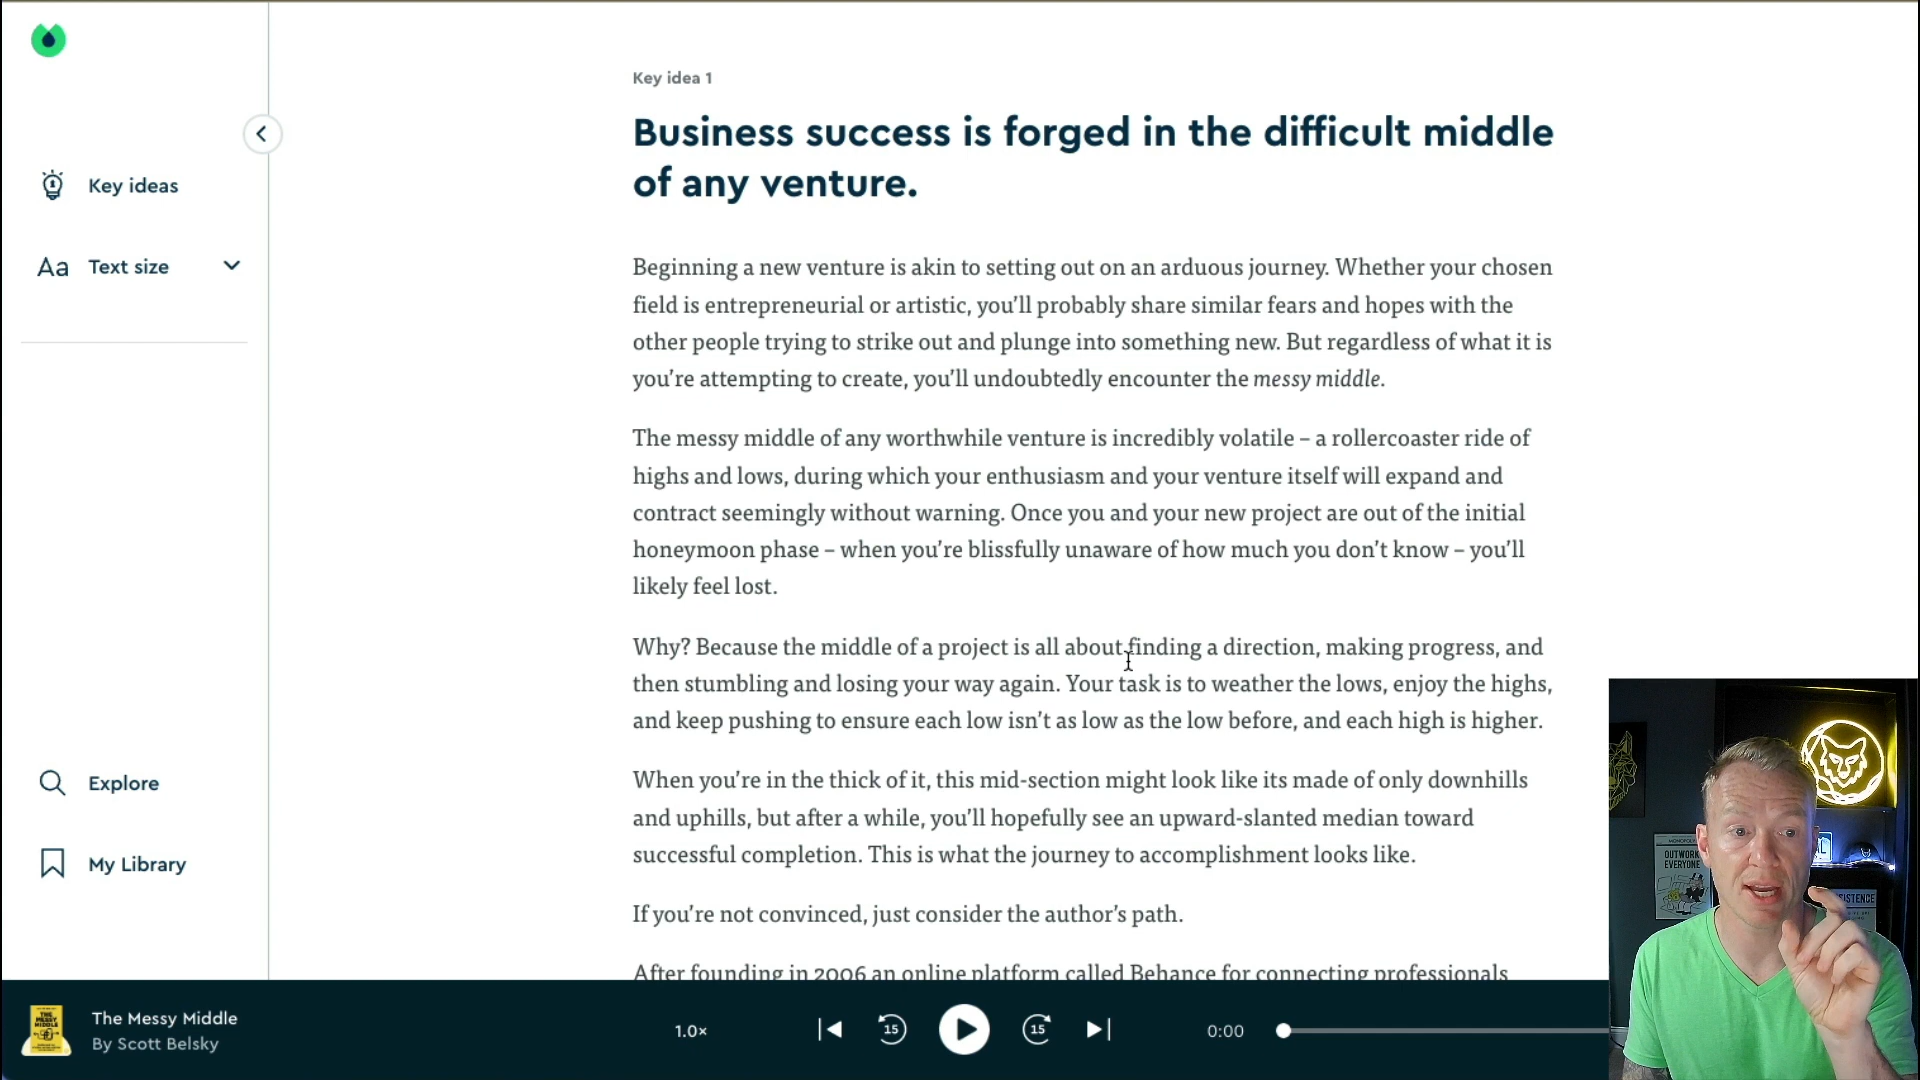 Key idea 1
Business success is forged in the difficult middle
of any venture.
Key ideas
Aa Text size
Beginning a new venture is akin to setting out on an arduous journey. Whether your chosen
field is entrepreneurial or artistic, you’ll probably share similar fears and hopes with the
other people trying to strike out and plunge into something new. But regardless of what it is
you’re attempting to create, you’ll undoubtedly encounter the messy middle.
The messy middle of any worthwhile venture is incredibly volatile – a rollercoaster ride of
highs and lows, during which your enthusiasm and your venture itself will expand and
contract seemingly without warning. Once you and your new project are out of the initial
honeymoon phase – when you’re blissfully unaware of how much you don’t know – you’ll
likely feel lost.
Why? Because the middle of a project is all about finding a direction, making progress, and
then stumbling and losing your way again. Your task is to weather the lows, enjoy the highs,
and keep pushing to ensure each low isn’t as low as the low before, and each high is higher.
When you’re in the thick of it, this mid-section might look like its made of only downhills
and uphills, but after a while, you’ll hopefully see an upward-slanted median toward
successful completion. This is what the journey to accomplishment looks like.
If you’re not convinced, just consider the author’s path.
After founding in 2006 an online platform called Behance for connecting professionals
Explore
My Library
OUTWORK
EVERYONE
The Messy Middle
By Scott Belsky
1.0×
15
15
0:00
THE
MESSY
MIDDLE